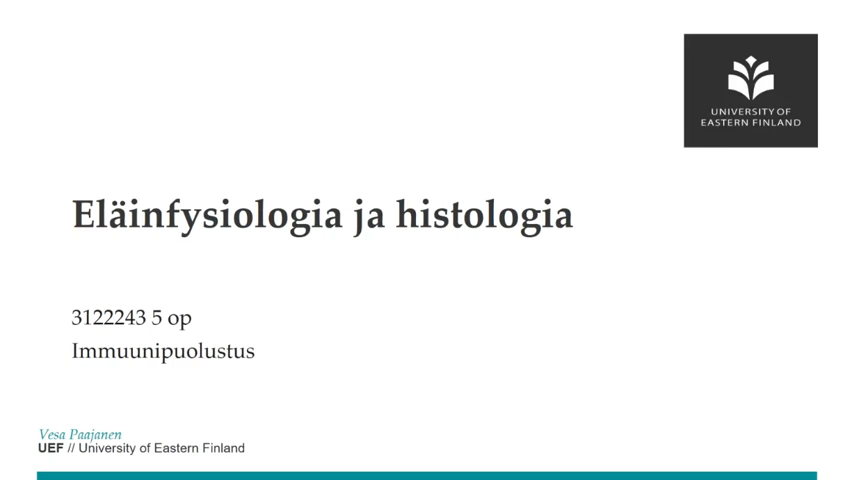 UNIVERSITY OF
EASTERN FINLAND
Eläinfysiologia ja histologia
3122243 5 op
Immuunipuolustus
Vesa Paajanen
UEF // University of Eastern Finland